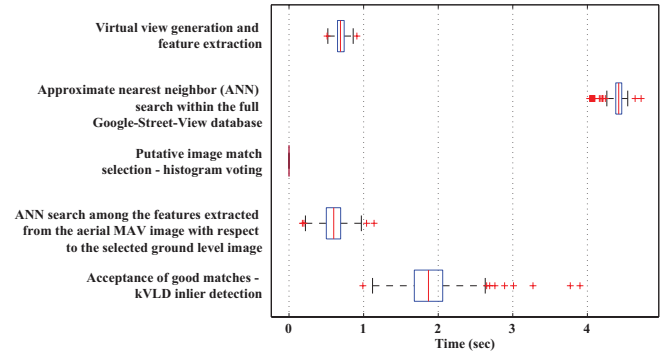 Virtual view generation and
feature extraction
Approximate nearest neighbor (ANN)
search within the full
Google-Street-View database
Putative image match
selection - histogram voting
ANN search among the features extracted
from the aerial MAV image with respect
to the selected ground level image
Acceptance of good matches -
kVLD inlier detection
0 1 2 3 4
Time (sec)